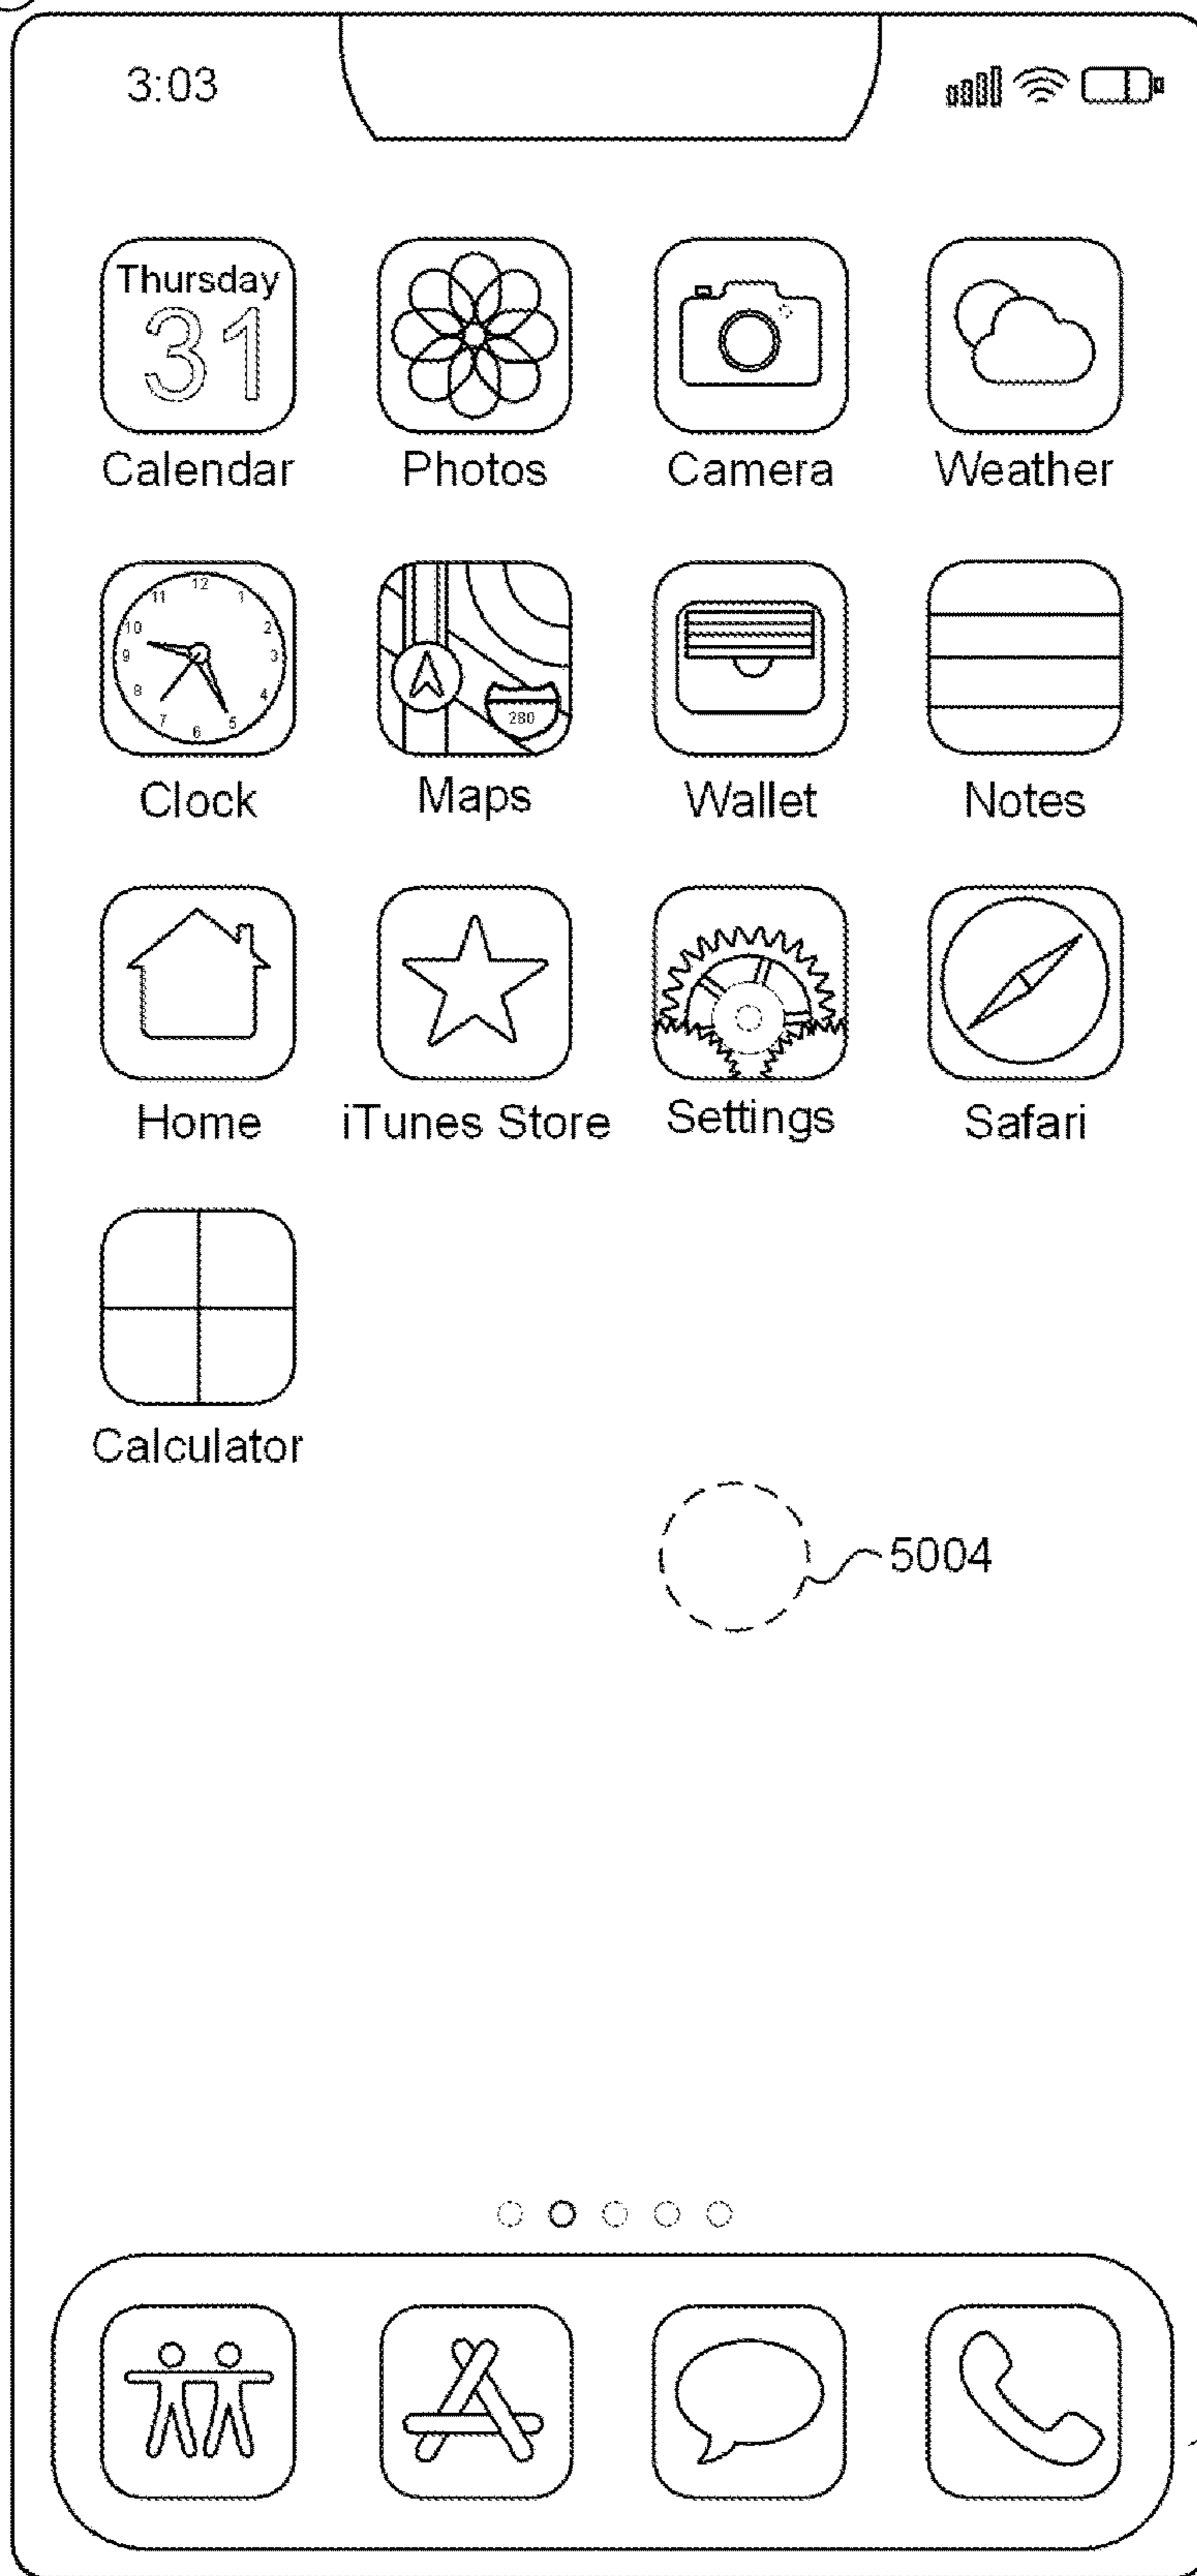 3:03
Thursday
31
Calendar Photos Camera Weather
12
11 1
10 2
9 3
8 4
7 5
6
280
Clock Maps Wallet Notes
Home iTunes Store Settings Safari
Calculator
5004